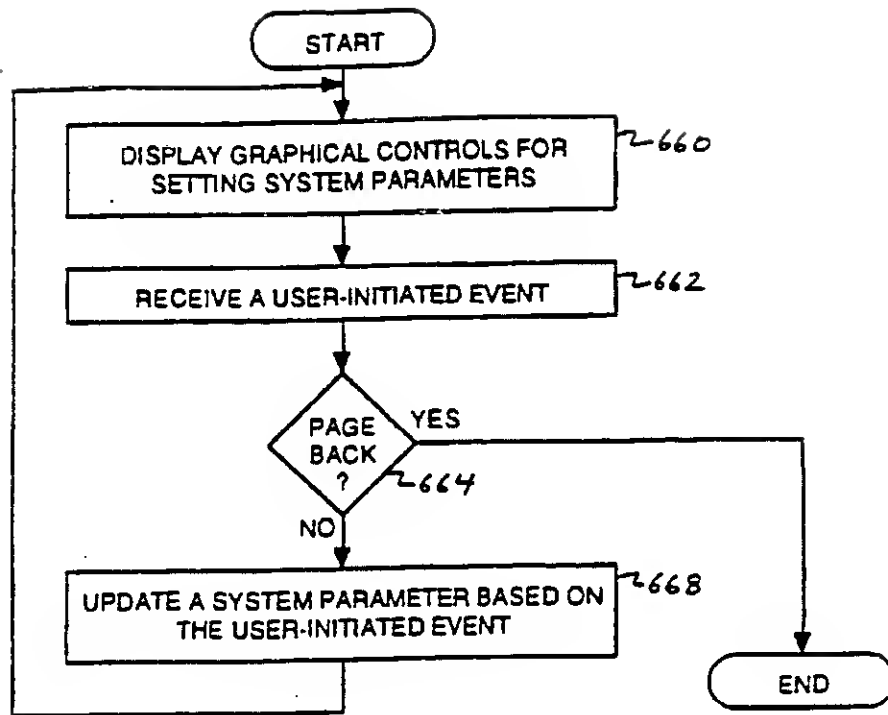 START
DISPLAY GRAPHICAL CONTROLS FOR
SETTING SYSTEM PARAMETERS
660
RECEIVE A USER-INITIATED EVENT
662
PAGE
BACK
?
YES
664
NO
UPDATE A SYSTEM PARAMETER BASED ON
THE USER-INITIATED EVENT
668
END